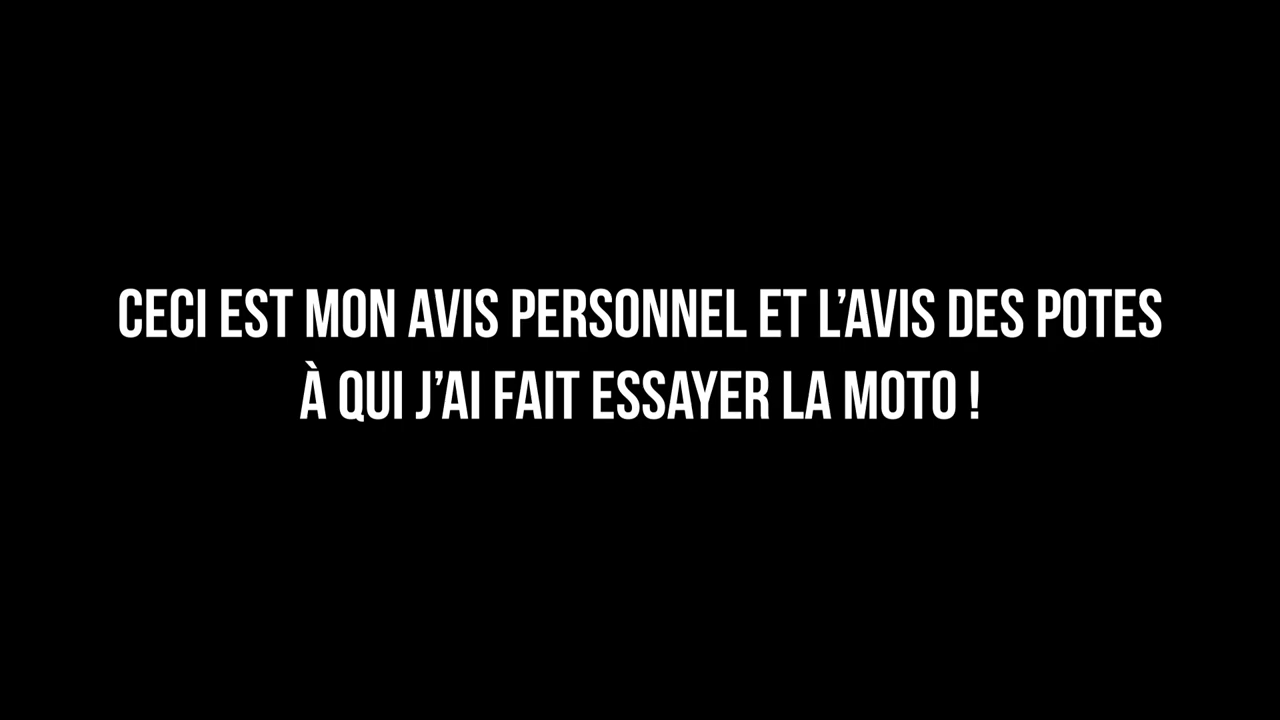 CECI EST MON AVIS PERSONNEL ET L’AVIS DES POTES
À QUI J’AI FAIT ESSAYER LA MOTO !